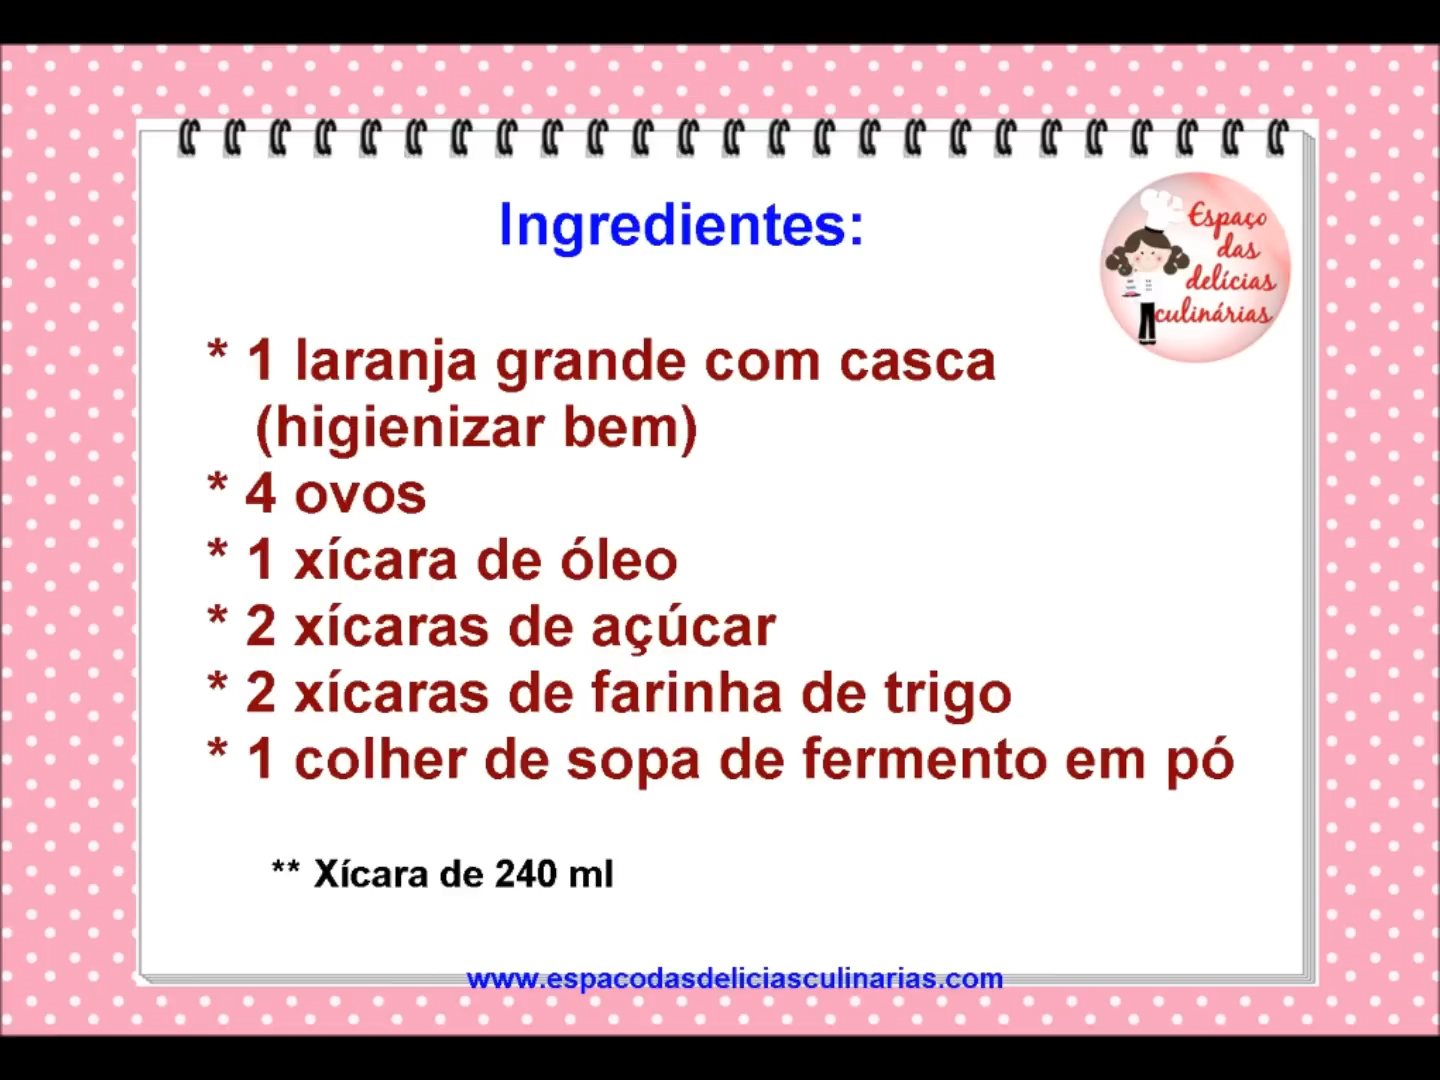 Ingredientes:
Espaço
das
delícias
culinárias
* 1 laranja grande com casca
(higienizar bem)
* 4 ovos
* 1 xícara de óleo
* 2 xícaras de açúcar
* 2 xícaras de farinha de trigo
* 1 colher de sopa de fermento em pó
** Xícara de 240 ml
www.espacodasdeliciasculinarias.com